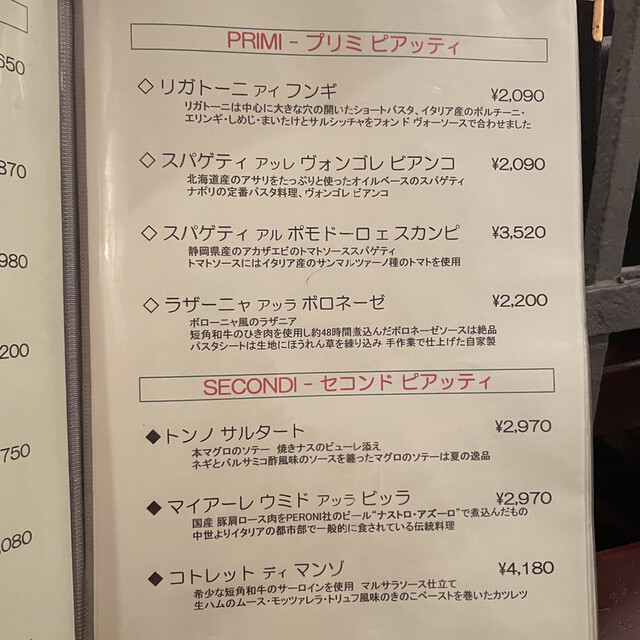 650
870
980
200
750
,080
PRIMI - プリミ ピアッティ
◇ リガトーニ アイ フンギ ¥2,090
リガトーニは中心に大きな穴の開いたショートパスタ、イタリア産のポルチーニ・
エリンギ・しめじ・まいたけとサルシッチャをフォンド ヴォーソースで合わせました
◇ スパゲティ アッレ ヴォンゴレ ビアンコ ¥2,090
北海道産のアサリをたっぷりと使ったオイルベースのスパゲティ
ナポリの定番パスタ料理、ヴォンゴレ ビアンコ
◇ スパゲティ アル ポモドーロ エ スカンピ ¥3,520
静岡県産のアカザエビのトマトソーススパゲティ
トマトソースにはイタリア産のサンマルツァーノ種のトマトを使用
◇ ラザーニャ アッラ ボロネーゼ ¥2,200
ボローニャ風のラザニア
短角和牛のひき肉を使用し約48時間煮込んだボロネーゼソースは絶品
パスタシートは生地にほうれん草を練り込み 手作業で仕上げた自家製
SECONDI - セコンド ピアッティ
◆ トンノ サルタート ¥2,970
本マグロのソテー 焼きナスのピューレ添え
ネギとバルサミコ酢風味のソースを纏ったマグロのソテーは夏の逸品
◆ マイアーレ ウミド アッラ ビッラ ¥2,970
国産 豚肩ロース肉をPERONI社のビール"ナストロ・アズーロ"で煮込んだもの
中世よりイタリアの都市部で一般的に食されている伝統料理
◆ コトレット ディ マンゾ ¥4,180
希少な短角和牛のサーロインを使用 マルサラソース仕立て
生ハムのムース・モッツァレラ・トリュフ風味のきのこペーストを巻いたカツレツ